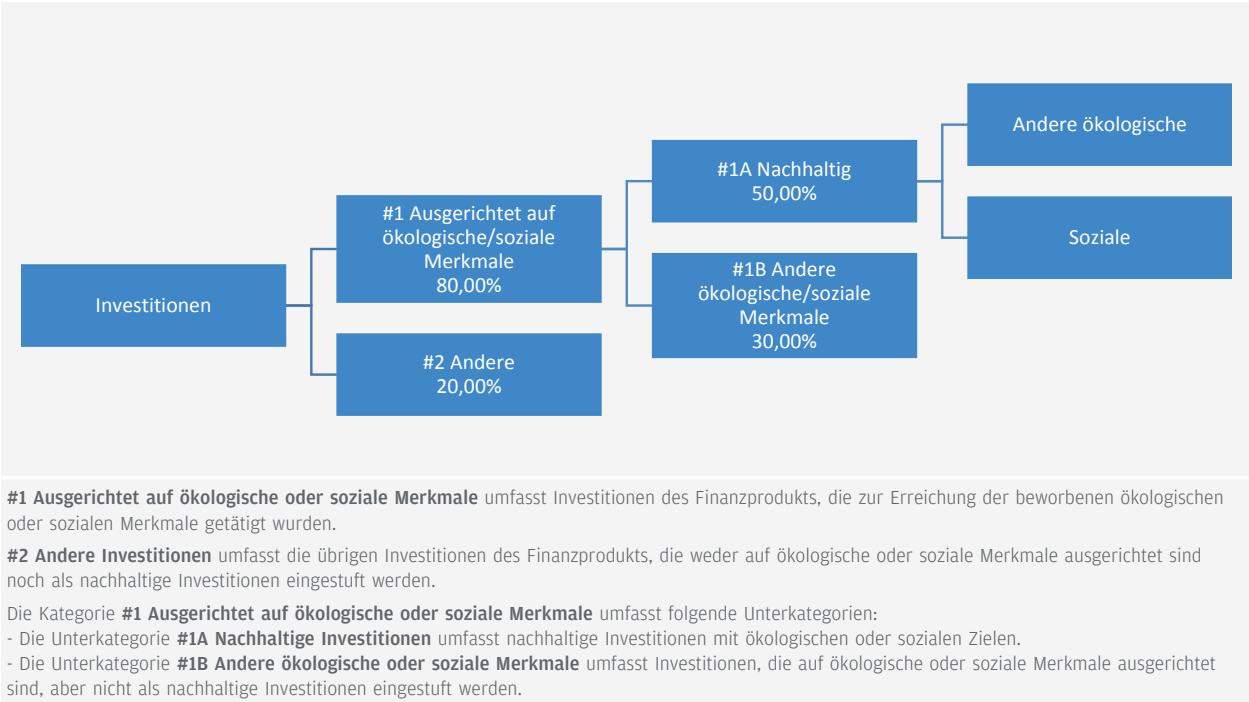 Investitionen
#1 Ausgerichtet auf
ökologische/soziale
Merkmale
80,00%
#2 Andere
20,00%
#1A Nachhaltig
50,00%
#1B Andere
ökologische/soziale
Merkmale
30,00%
Andere ökologische
Soziale
#1 Ausgerichtet auf ökologische oder soziale Merkmale umfasst Investitionen des Finanzprodukts, die zur Erreichung der beworbenen ökologischen
oder sozialen Merkmale getätigt wurden.
#2 Andere Investitionen umfasst die übrigen Investitionen des Finanzprodukts, die weder auf ökologische oder soziale Merkmale ausgerichtet sind
noch als nachhaltige Investitionen eingestuft werden.
Die Kategorie #1 Ausgerichtet auf ökologische oder soziale Merkmale umfasst folgende Unterkategorien:
- Die Unterkategorie #1A Nachhaltige Investitionen umfasst nachhaltige Investitionen mit ökologischen oder sozialen Zielen.
- Die Unterkategorie #1B Andere ökologische oder soziale Merkmale umfasst Investitionen, die auf ökologische oder soziale Merkmale ausgerichtet
sind, aber nicht als nachhaltige Investitionen eingestuft werden.